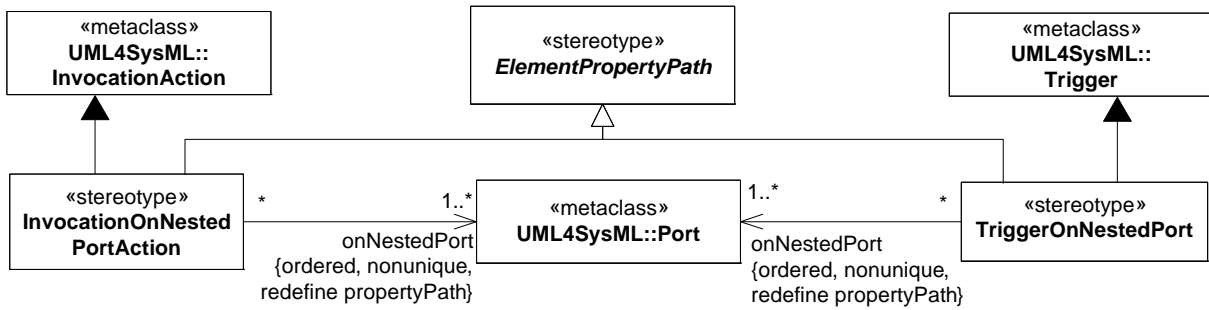 «metaclass»
UML4SysML::
InvocationAction
«stereotype»
ElementPropertyPath
«metaclass»
UML4SysML::
Trigger
«stereotype»
InvocationOnNested
PortAction
*
1..*
onNestedPort
{ordered, nonunique,
redefine propertyPath}
«metaclass»
UML4SysML::Port
1..*
*
onNestedPort
{ordered, nonunique,
redefine propertyPath}
«stereotype»
TriggerOnNestedPort